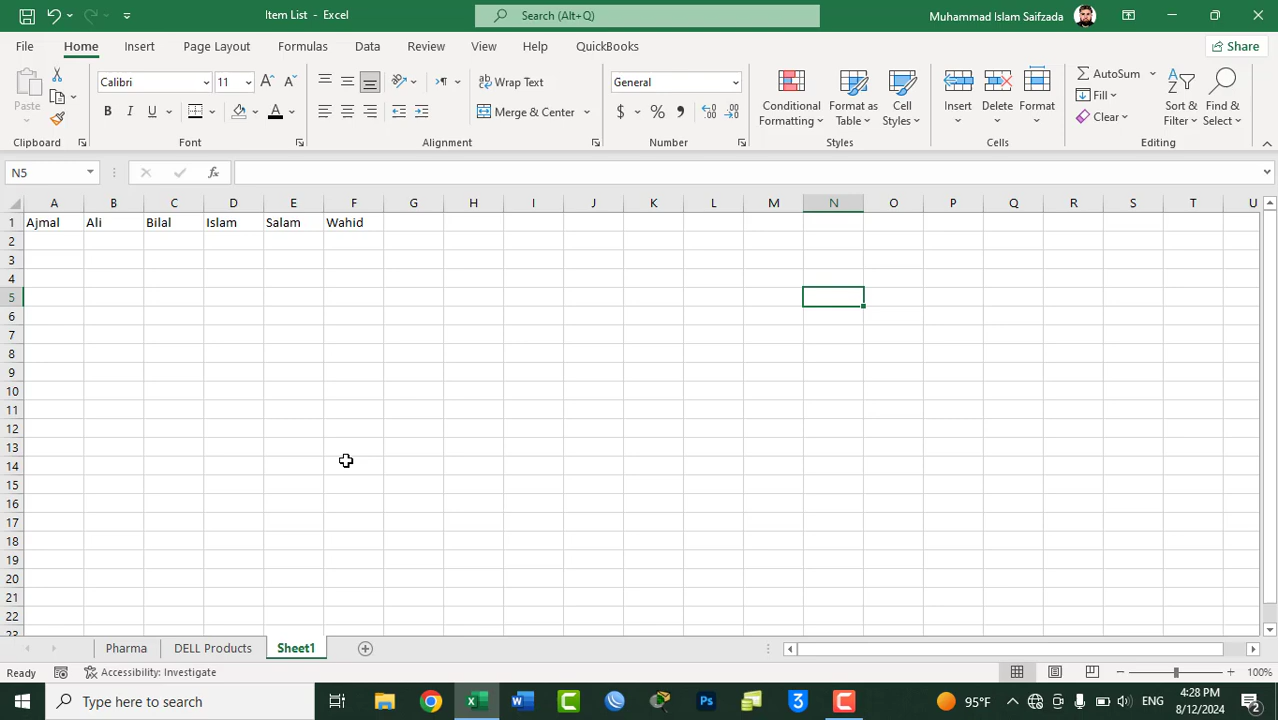 Item List - Excel
Search (Alt+Q)
Muhammad Islam Saifzada
File Home Insert Page Layout Formulas Data Review View Help QuickBooks
Share
Paste
Calibri 11
Wrap Text
Merge & Center
General
Conditional Formatting
Format as Table
Cell Styles
Insert
Delete
Format
AutoSum
Fill
Clear
Sort & Filter
Find & Select
Clipboard Font Alignment Number Styles Cells Editing
N5
fx
A B C D E F G H I J K L M N O P Q R S T U
1 Ajmal Ali Bilal Islam Salam Wahid
2
3
4
5
6
7
8
9
10
11
12
13
14
15
16
17
18
19
20
21
22
23
Pharma DELL Products Sheet1
Ready Accessibility: Investigate 100%
Type here to search
95°F ENG 4:28 PM
8/12/2024 2